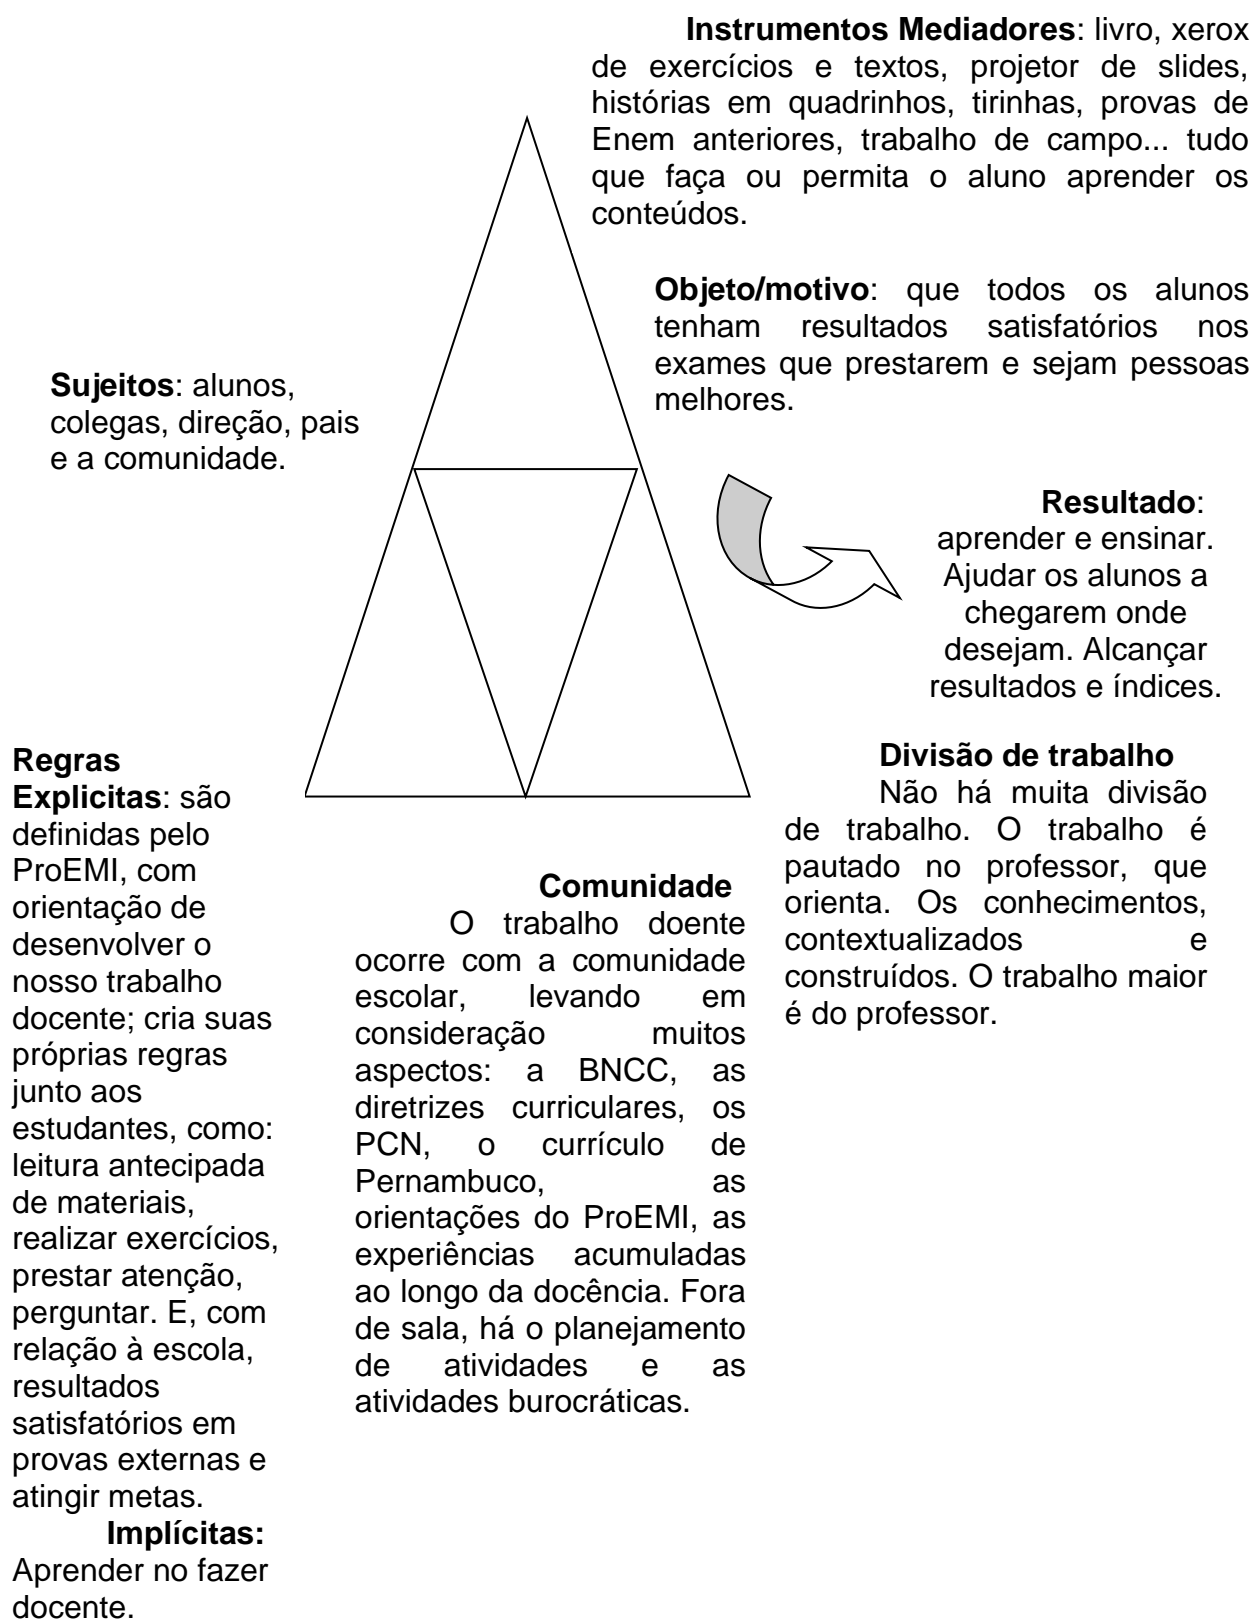 Instrumentos Mediadores: livro, xerox
de exercícios e textos, projetor de slides,
histórias em quadrinhos, tirinhas, provas de
Enem anteriores, trabalho de campo... tudo
que faça ou permita o aluno aprender os
conteúdos.
Objeto/motivo: que todos os alunos
tenham resultados satisfatórios nos
exames que prestarem e sejam pessoas
melhores.
Sujeitos: alunos,
colegas, direção, pais
e a comunidade.
Resultado:
aprender e ensinar.
Ajudar os alunos a
chegarem onde
desejam. Alcançar
resultados e índices.
Regras
Explicitas: são
definidas pelo
ProEMI, com
orientação de
desenvolver o
nosso trabalho
docente; cria suas
próprias regras
junto aos
estudantes, como:
leitura antecipada
de materiais,
realizar exercícios,
prestar atenção,
perguntar. E, com
relação à escola,
resultados
satisfatórios em
provas externas e
atingir metas.
Implícitas:
Aprender no fazer
docente.
Comunidade
O trabalho doente
ocorre com a comunidade
escolar, levando em
consideração muitos
aspectos: a BNCC, as
diretrizes curriculares, os
PCN, o currículo de
Pernambuco, as
orientações do ProEMI, as
experiências acumuladas
ao longo da docência. Fora
de sala, há o planejamento
de atividades e as
atividades burocráticas.
Divisão de trabalho
Não há muita divisão
de trabalho. O trabalho é
pautado no professor, que
orienta. Os conhecimentos,
contextualizados e
construídos. O trabalho maior
é do professor.